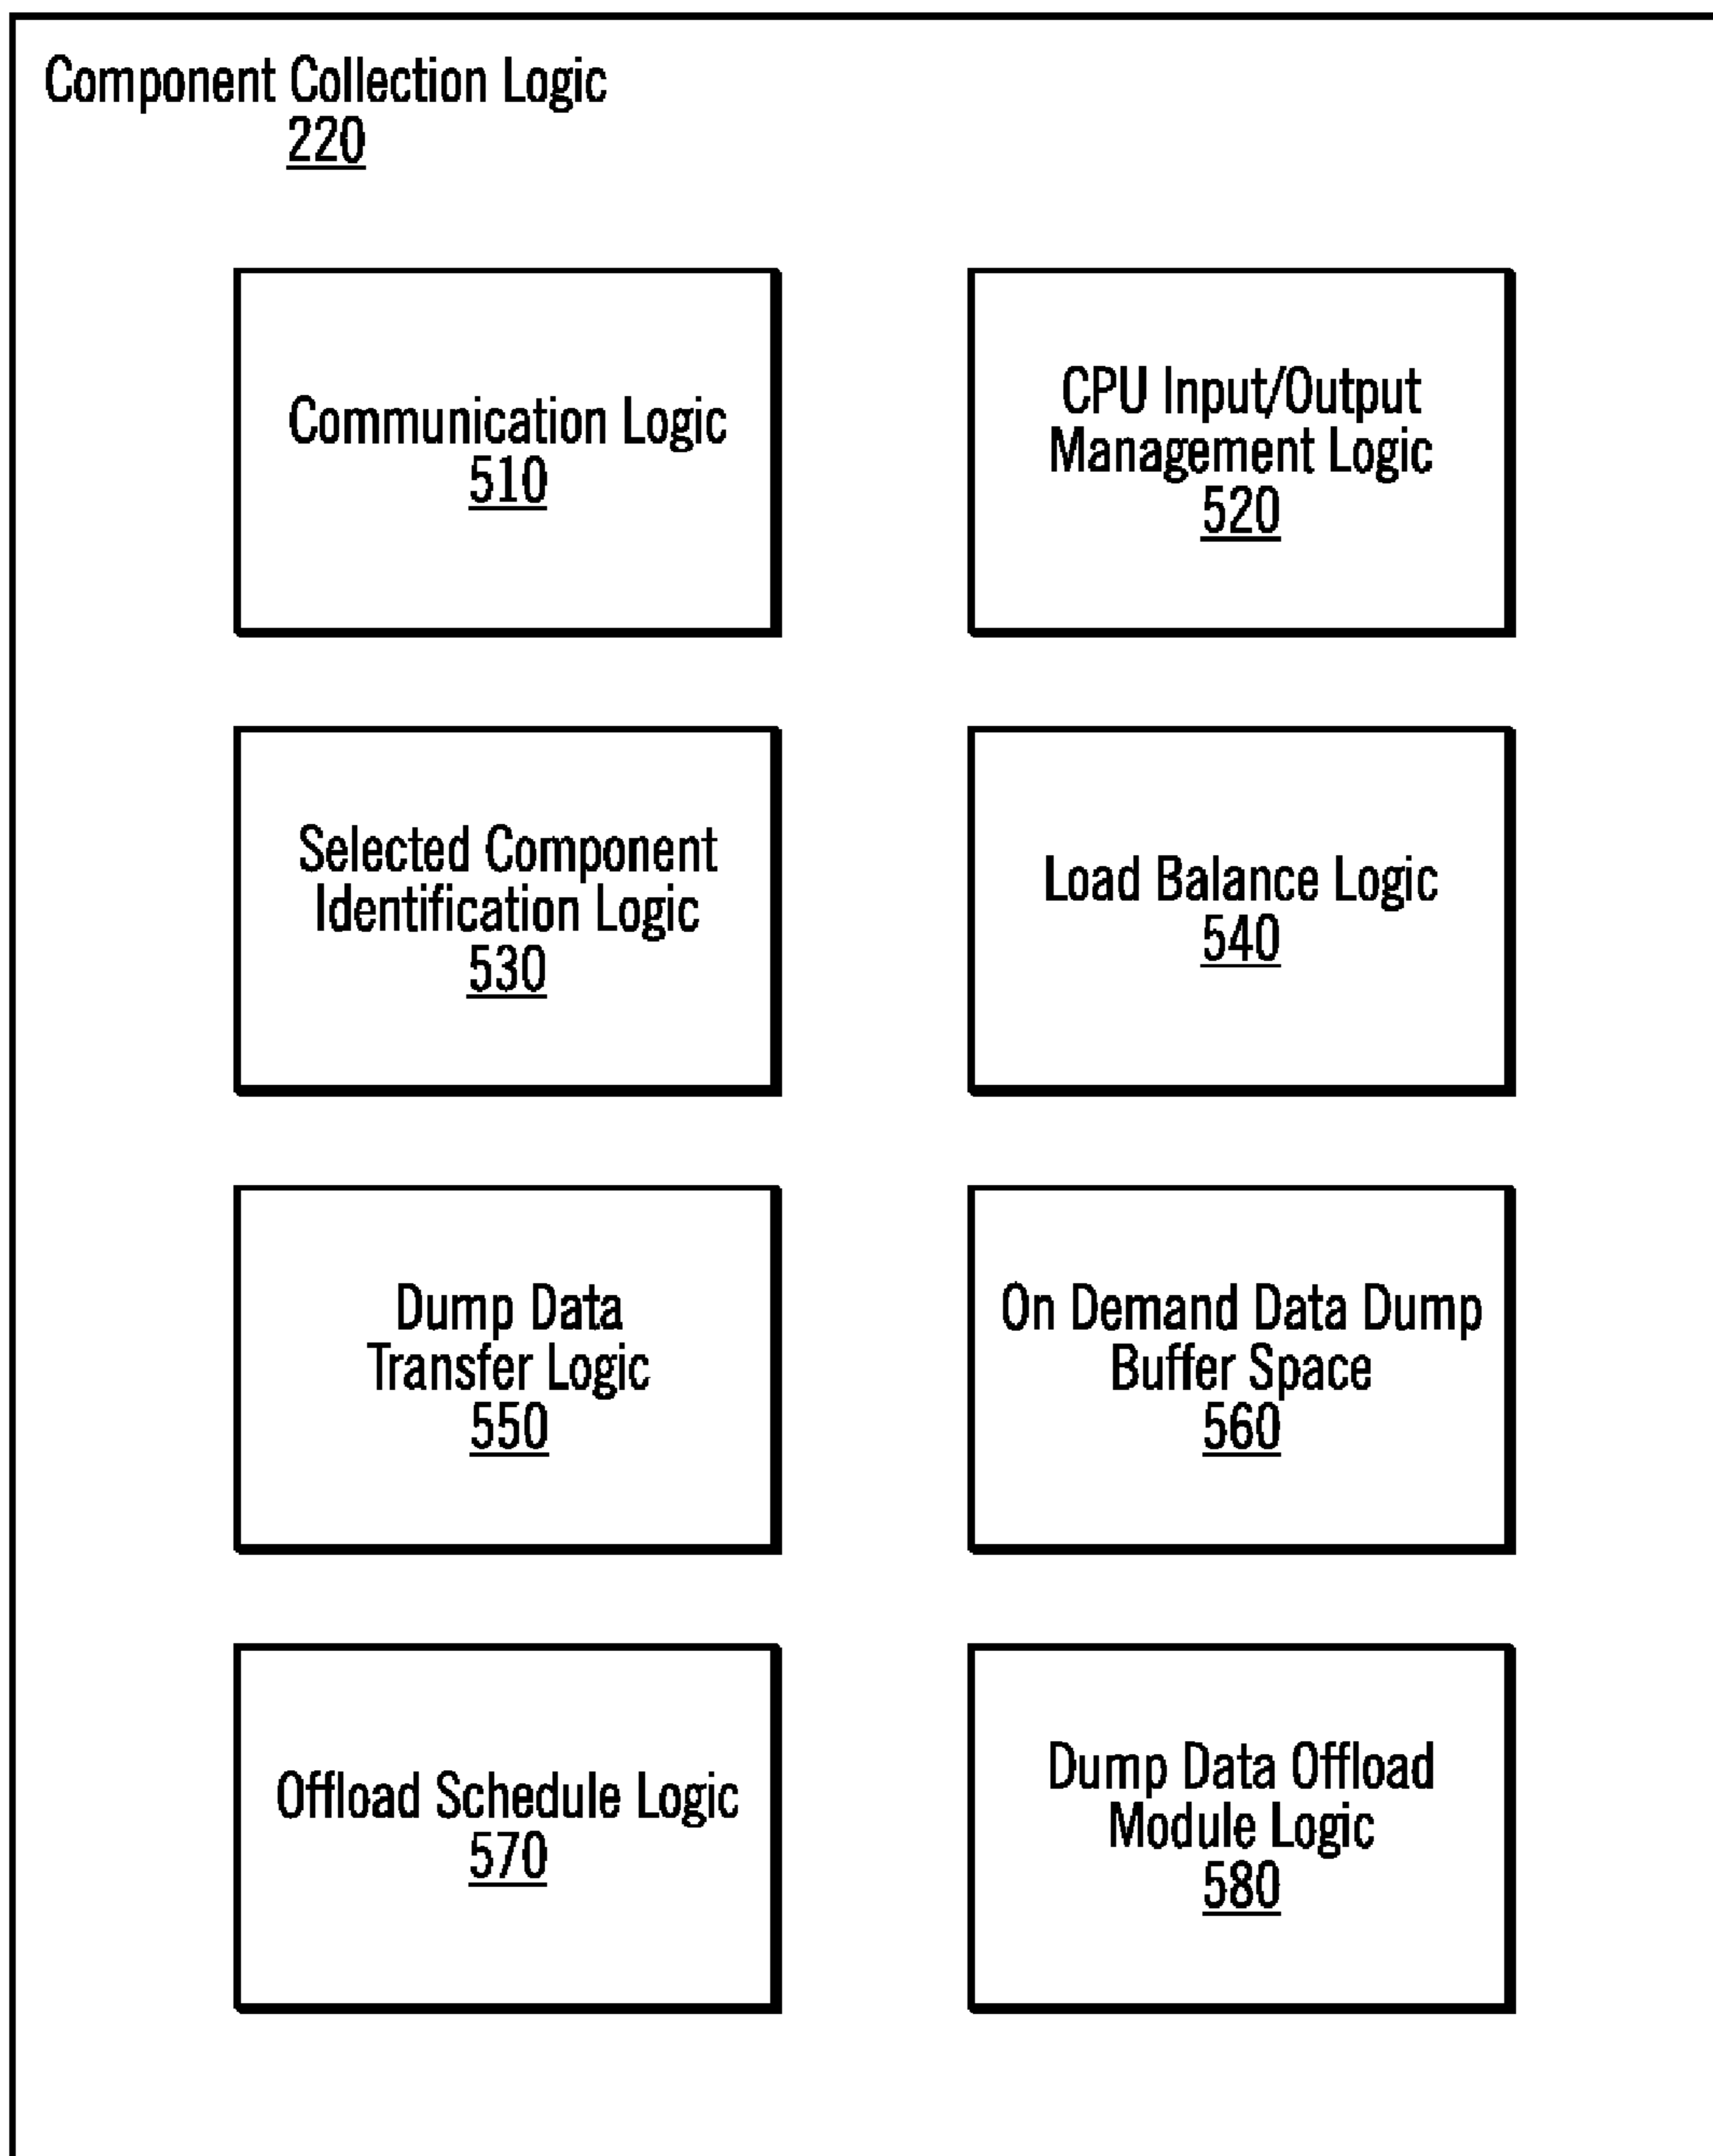 Component Collection Logic
220
Communication Logic
510
CPU Input/Output
Management Logic
520
Selected Component
Identification Logic
530
Load Balance Logic
540
Dump Data
Transfer Logic
550
On Demand Data Dump
Buffer Space
560
Offload Schedule Logic
570
Dump Data Offload
Module Logic
580